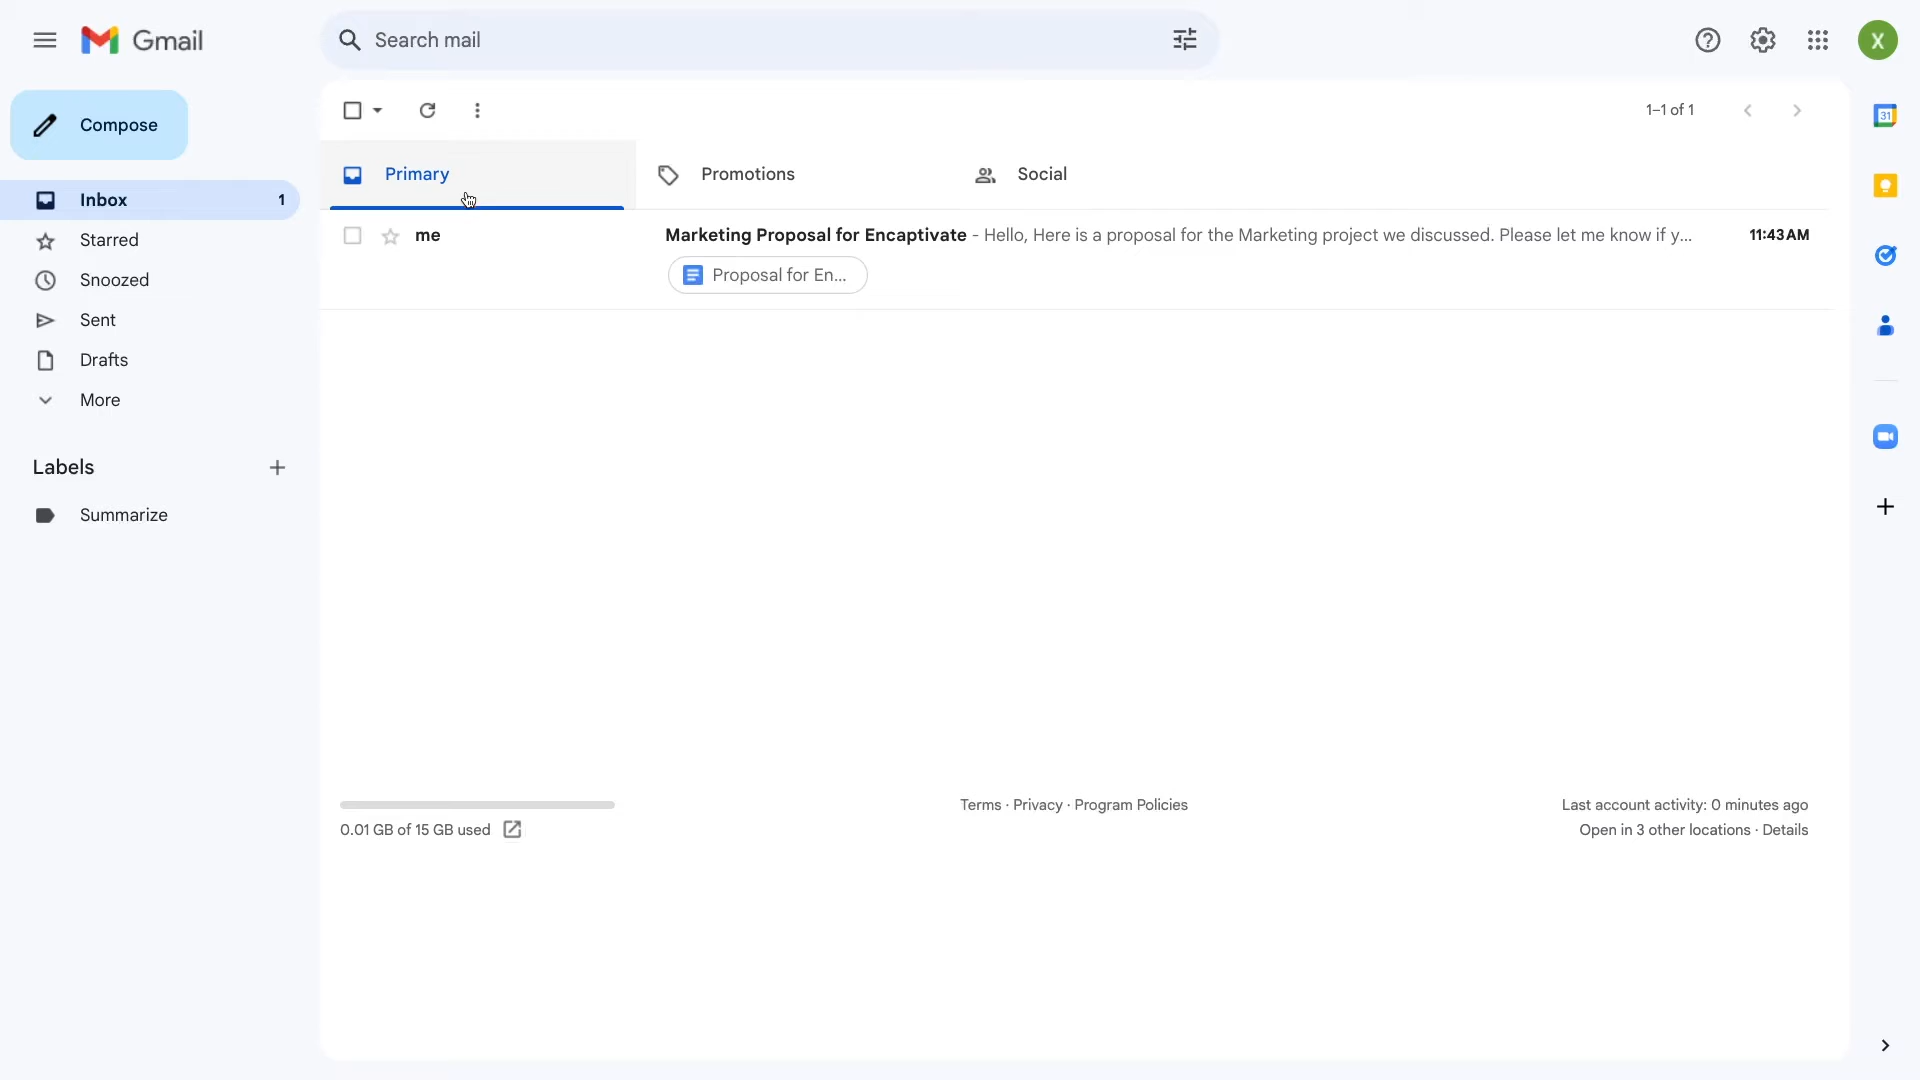 Gmail
Search mail
X
Compose
1–1 of 1
31
Inbox 1
Starred
Snoozed
Sent
Drafts
More
Labels
Summarize
Primary
Promotions
Social
me
Marketing Proposal for Encaptivate - Hello, Here is a proposal for the Marketing project we discussed. Please let me know if y... 11:43 AM
Proposal for En...
0.01 GB of 15 GB used
Terms · Privacy · Program Policies
Last account activity: 0 minutes ago
Open in 3 other locations · Details